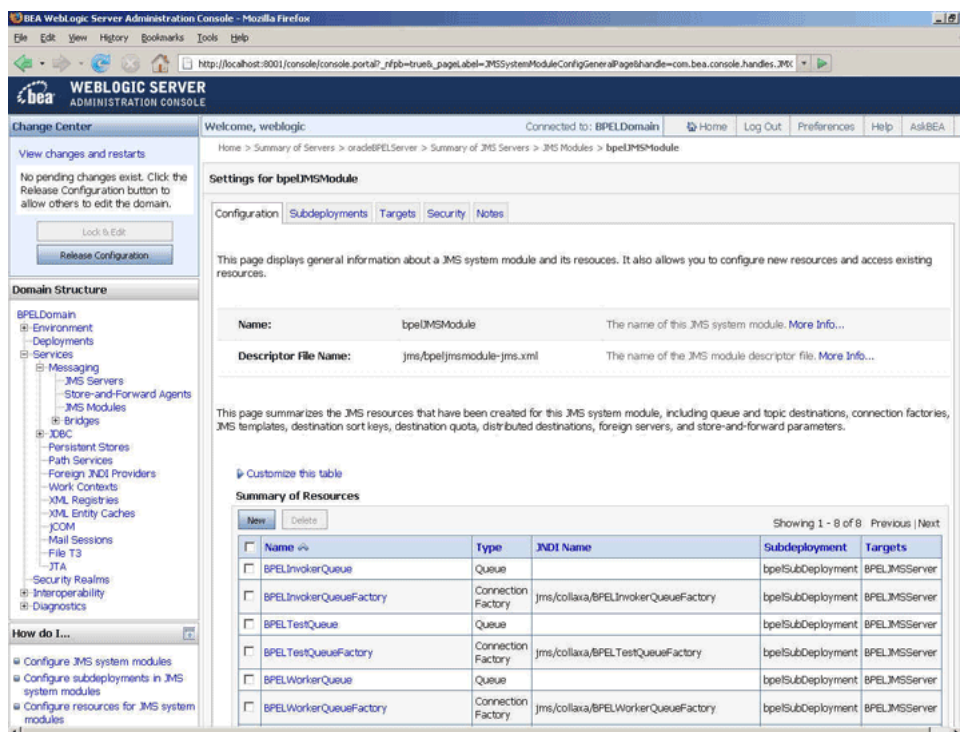 BEA WebLogic Server Administration Console - Mozilla Firefox
File Edit View History Bookmarks Tools Help
http://localhost:8001/console/console.portal?_nfpb=true&_pageLabel=JMSSystemModuleConfigGeneralPage&handle=com.bea.console.handles.JMX
bea WEBLOGIC SERVER
ADMINISTRATION CONSOLE
Change Center
View changes and restarts
No pending changes exist. Click the
Release Configuration button to
allow others to edit the domain.
Lock & Edit
Release Configuration
Domain Structure
BPELDomain
Environment
Deployments
Services
Messaging
JMS Servers
Store-and-Forward Agents
JMS Modules
Bridges
JDBC
Persistent Stores
Path Services
Foreign JNDI Providers
Work Contexts
XML Registries
XML Entity Caches
jCOM
Mail Sessions
File T3
JTA
Security Realms
Interoperability
Diagnostics
How do I...
Configure JMS system modules
Configure subdeployments in JMS
system modules
Configure resources for JMS system
modules
Welcome, weblogic Connected to: BPELDomain Home Log Out Preferences Help AskBEA
Home > Summary of Servers > oracleBPELServer > Summary of JMS Servers > JMS Modules > bpelJMSModule
Settings for bpelJMSModule
Configuration Subdeployments Targets Security Notes
This page displays general information about a JMS system module and its resouces. It also allows you to configure new resources and access existing
resources.
Name: bpelJMSModule The name of this JMS system module. More Info...
Descriptor File Name: jms/bpeljmsmodule-jms.xml The name of the JMS module descriptor file. More Info...
This page summarizes the JMS resources that have been created for this JMS system module, including queue and topic destinations, connection factories,
JMS templates, destination sort keys, destination quota, distributed destinations, foreign servers, and store-and-forward parameters.
Customize this table
Summary of Resources
New Delete Showing 1 - 8 of 8 Previous | Next
Name Type JNDI Name Subdeployment Targets
BPELInvokerQueue Queue bpelSubDeployment BPELJMSServer
BPELInvokerQueueFactory Connection Factory jms/collaxa/BPELInvokerQueueFactory bpelSubDeployment BPELJMSServer
BPELTestQueue Queue bpelSubDeployment BPELJMSServer
BPELTestQueueFactory Connection Factory jms/collaxa/BPELTestQueueFactory bpelSubDeployment BPELJMSServer
BPELWorkerQueue Queue bpelSubDeployment BPELJMSServer
BPELWorkerQueueFactory Connection Factory jms/collaxa/BPELWorkerQueueFactory bpelSubDeployment BPELJMSServer